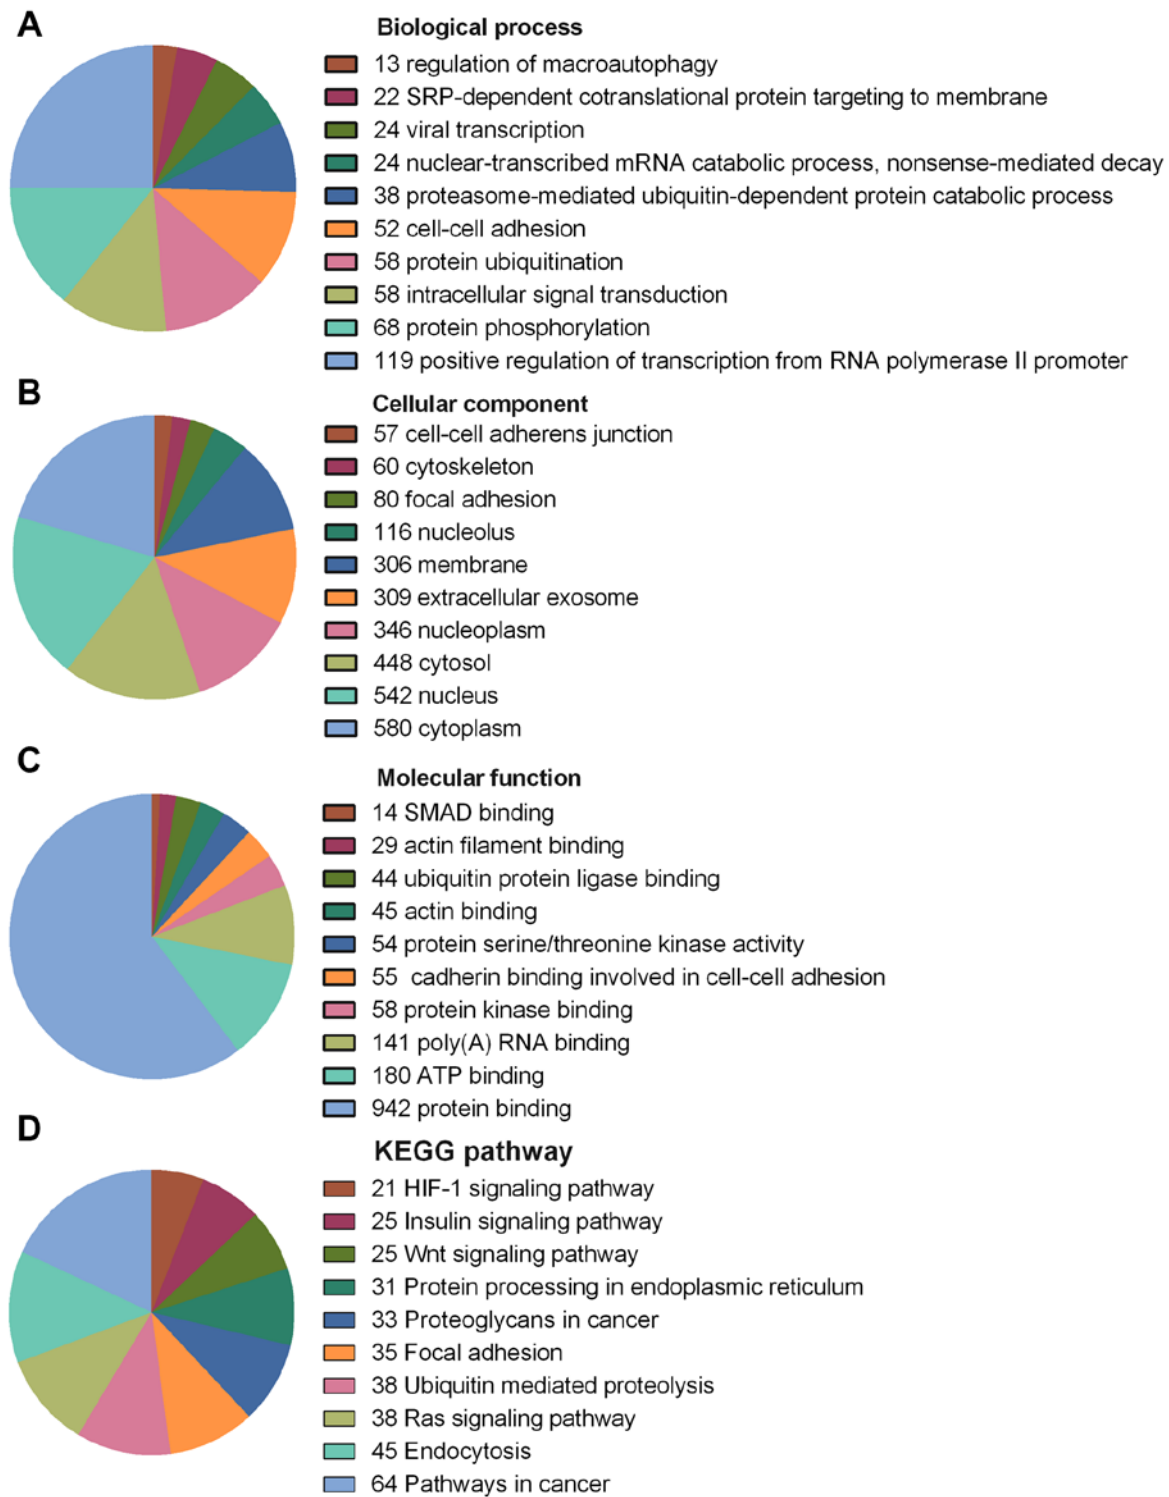 A
Biological process
13 regulation of macroautophagy
22 SRP-dependent cotranslational protein targeting to membrane
24 viral transcription
24 nuclear-transcribed mRNA catabolic process, nonsense-mediated decay
38 proteasome-mediated ubiquitin-dependent protein catabolic process
52 cell-cell adhesion
58 protein ubiquitination
58 intracellular signal transduction
68 protein phosphorylation
119 positive regulation of transcription from RNA polymerase II promoter
B
Cellular component
57 cell-cell adherens junction
60 cytoskeleton
80 focal adhesion
116 nucleolus
306 membrane
309 extracellular exosome
346 nucleoplasm
448 cytosol
542 nucleus
580 cytoplasm
C
Molecular function
14 SMAD binding
29 actin filament binding
44 ubiquitin protein ligase binding
45 actin binding
54 protein serine/threonine kinase activity
55 cadherin binding involved in cell-cell adhesion
58 protein kinase binding
141 poly(A) RNA binding
180 ATP binding
942 protein binding
D
KEGG pathway
21 HIF-1 signaling pathway
25 Insulin signaling pathway
25 Wnt signaling pathway
31 Protein processing in endoplasmic reticulum
33 Proteoglycans in cancer
35 Focal adhesion
38 Ubiquitin mediated proteolysis
38 Ras signaling pathway
45 Endocytosis
64 Pathways in cancer